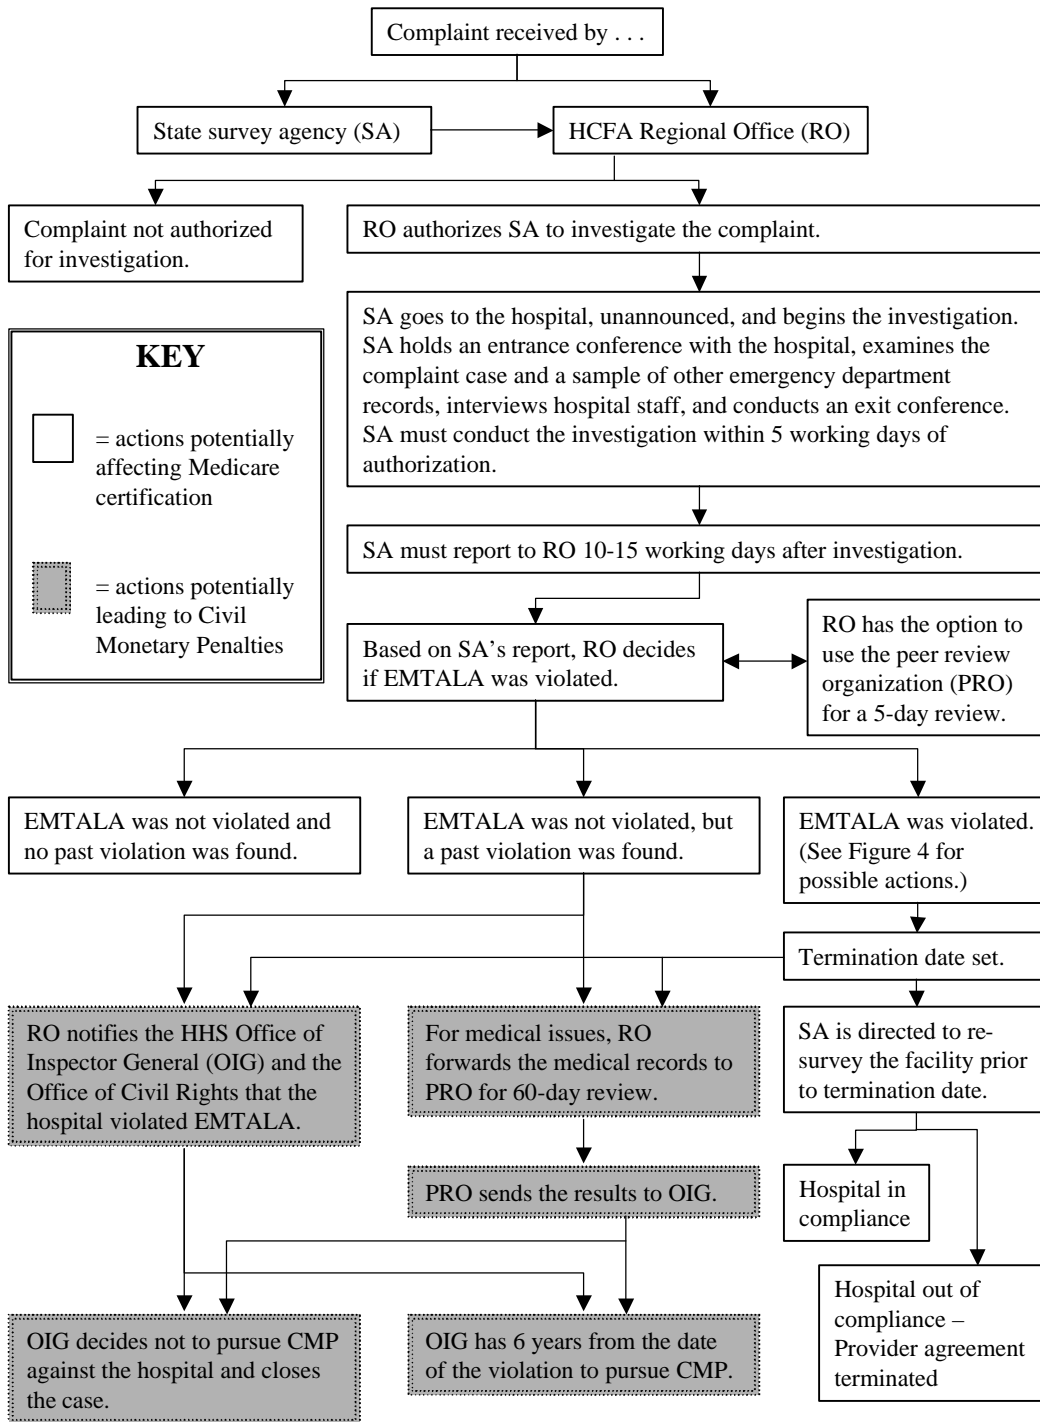 Complaint received by . . .
State survey agency (SA)
HCFA Regional Office (RO)
Complaint not authorized
for investigation.
RO authorizes SA to investigate the complaint.
SA goes to the hospital, unannounced, and begins the investigation.
SA holds an entrance conference with the hospital, examines the
complaint case and a sample of other emergency department
records, interviews hospital staff, and conducts an exit conference.
SA must conduct the investigation within 5 working days of
authorization.
KEY
= actions potentially
affecting Medicare
certification
= actions potentially
leading to Civil
Monetary Penalties
SA must report to RO 10-15 working days after investigation.
Based on SA’s report, RO decides
if EMTALA was violated.
RO has the option to
use the peer review
organization (PRO)
for a 5-day review.
EMTALA was not violated and
no past violation was found.
EMTALA was not violated, but
a past violation was found.
EMTALA was violated.
(See Figure 4 for
possible actions.)
Termination date set.
RO notifies the HHS Office of
Inspector General (OIG) and the
Office of Civil Rights that the
hospital violated EMTALA.
For medical issues, RO
forwards the medical records to
PRO for 60-day review.
SA is directed to re-
survey the facility prior
to termination date.
PRO sends the results to OIG.
Hospital in
compliance
OIG decides not to pursue CMP
against the hospital and closes
the case.
OIG has 6 years from the date
of the violation to pursue CMP.
Hospital out of
compliance –
Provider agreement
terminated